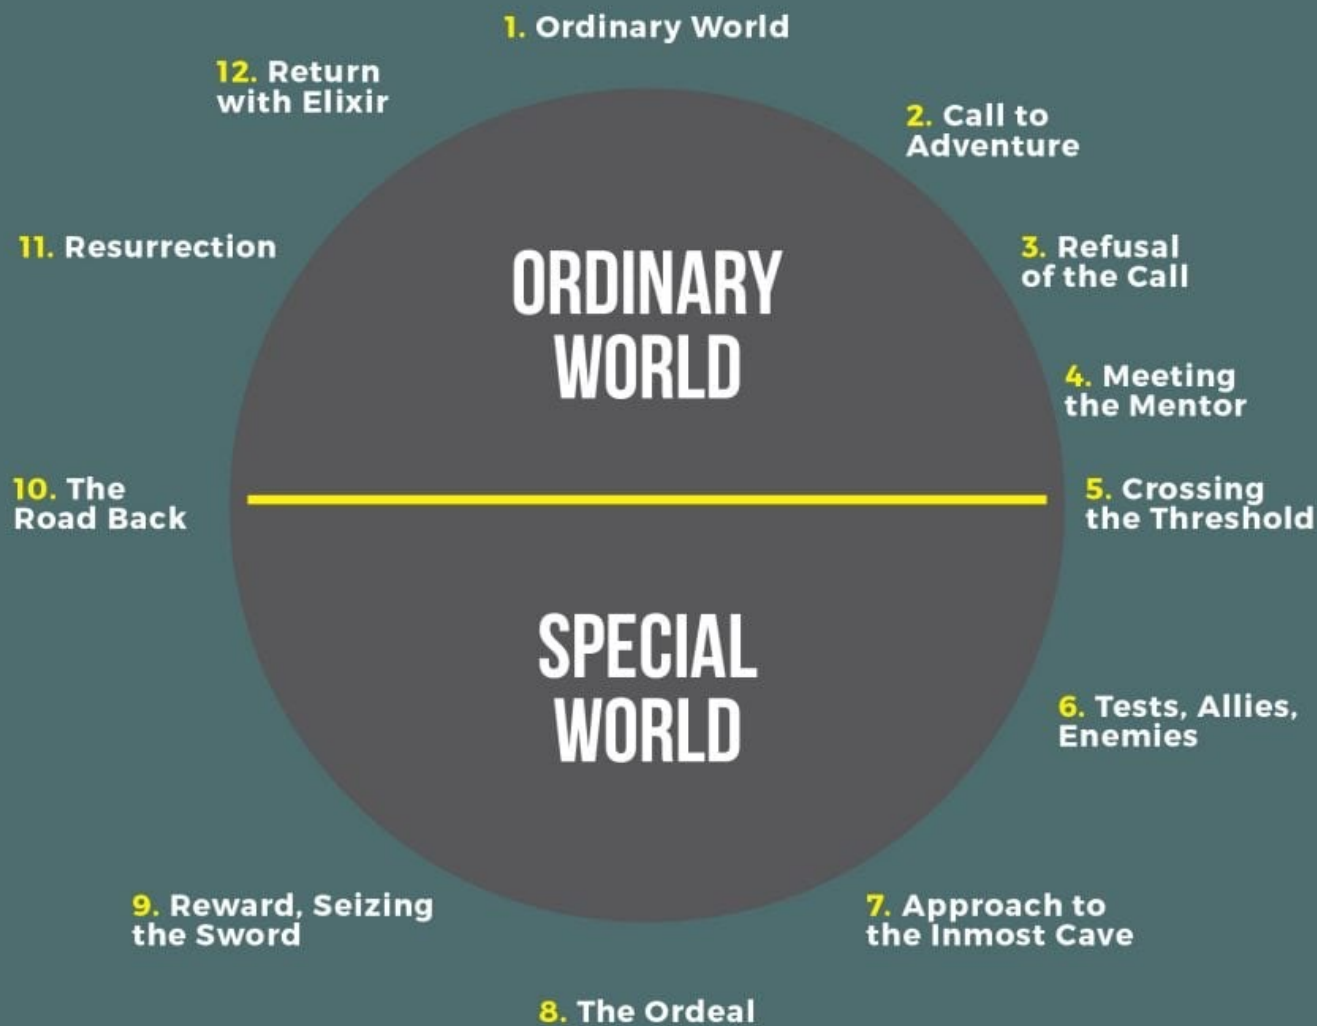 1. Ordinary World
2. Call to
Adventure
3. Refusal
of the Call
4. Meeting
the Mentor
5. Crossing
the Threshold
6. Tests, Allies,
Enemies
7. Approach to
the Inmost Cave
8. The Ordeal
9. Reward, Seizing
the Sword
10. The
Road Back
11. Resurrection
12. Return
with Elixir
ORDINARY
WORLD
SPECIAL
WORLD